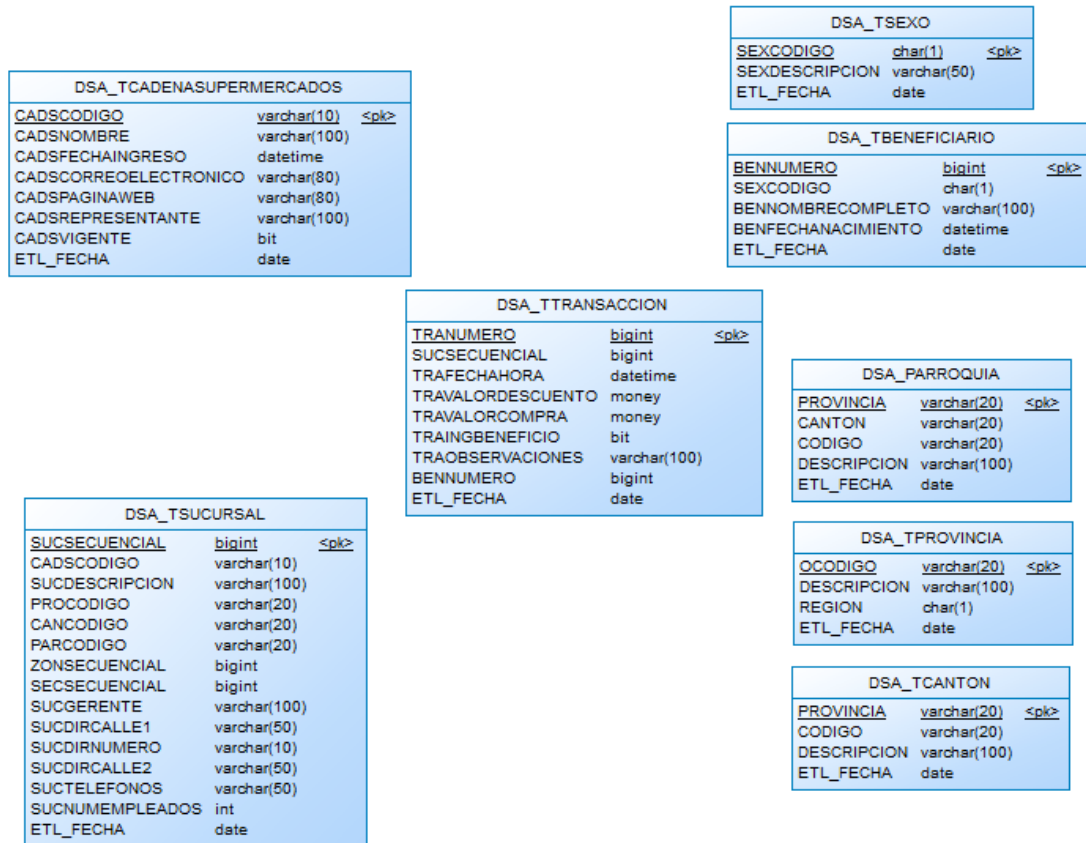 DSA_TCADENASUPERMERCADOS
CADSCODIGO varchar(10) <pk>
CADSNOMBRE varchar(100)
CADSFECHAINGRESO datetime
CADSCORREOELECTRONICO varchar(80)
CADSPAGINAWEB varchar(80)
CADSREPRESENTANTE varchar(100)
CADSVIGENTE bit
ETL_FECHA date
DSA_TSEXO
SEXCODIGO char(1) <pk>
SEXDESCRIPCION varchar(50)
ETL_FECHA date
DSA_TBENEFICIARIO
BENNUMERO bigint <pk>
SEXCODIGO char(1)
BENNOMBRECOMPLETO varchar(100)
BENFECHANACIMIENTO datetime
ETL_FECHA date
DSA_TTRANSACCION
TRANUMERO bigint <pk>
SUCSECUENCIAL bigint
TRAFECHAHORA datetime
TRAVALORDESCUENTO money
TRAVALORCOMPRA money
TRAINGBENEFICIO bit
TRAOBSERVACIONES varchar(100)
BENNUMERO bigint
ETL_FECHA date
DSA_PARROQUIA
PROVINCIA varchar(20) <pk>
CANTON varchar(20)
CODIGO varchar(20)
DESCRIPCION varchar(100)
ETL_FECHA date
DSA_TSUCURSAL
SUCSECUENCIAL bigint <pk>
CADSCODIGO varchar(10)
SUCDESCRIPCION varchar(100)
PROCODIGO varchar(20)
CANCODIGO varchar(20)
PARCODIGO varchar(20)
ZONSECUENCIAL bigint
SECSECUENCIAL bigint
SUCGERENTE varchar(100)
SUCDIRCALLE1 varchar(50)
SUCDIRNUMERO varchar(10)
SUCDIRCALLE2 varchar(50)
SUCTELEFONOS varchar(50)
SUCNUMEMPLEADOS int
ETL_FECHA date
DSA_TPROVINCIA
OCODIGO varchar(20) <pk>
DESCRIPCION varchar(100)
REGION char(1)
ETL_FECHA date
DSA_TCANTON
PROVINCIA varchar(20) <pk>
CODIGO varchar(20)
DESCRIPCION varchar(100)
ETL_FECHA date